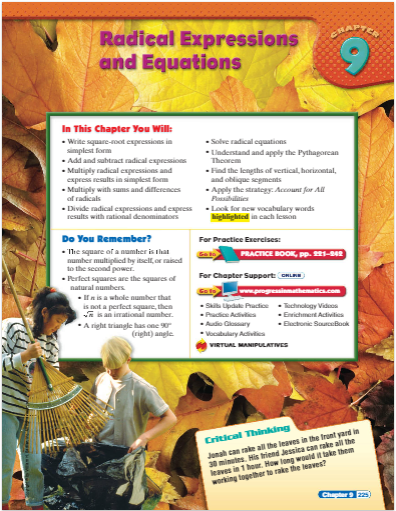 CHAPTER
9
Radical Expressions
and Equations
In This Chapter You Will:
• Write square-root expressions in
simplest form
• Add and subtract radical expressions
• Multiply radical expressions and
express results in simplest form
• Multiply with sums and differences
of radicals
• Divide radical expressions and express
results with rational denominators
• Solve radical equations
• Understand and apply the Pythagorean
Theorem
• Find the lengths of vertical, horizontal,
and oblique segments
• Apply the strategy: Account for All
Possibilities
• Look for new vocabulary words
highlighted in each lesson
Do You Remember?
• The square of a number is that
number multiplied by itself, or raised
to the second power.
• Perfect squares are the squares of
natural numbers.
• If n is a whole number that
is not a perfect square, then
√n is an irrational number.
• A right triangle has one 90°
(right) angle.
For Practice Exercises:
Go to PRACTICE BOOK, pp. 221–242
For Chapter Support: ONLINE
Go to www.progressinmathematics.com
• Skills Update Practice
• Practice Activities
• Audio Glossary
• Vocabulary Activities
• Technology Videos
• Enrichment Activities
• Electronic SourceBook
VIRTUAL MANIPULATIVES
Critical Thinking
Jonah can rake all the leaves in the front yard in
30 minutes. His friend Jessica can rake all the
leaves in 1 hour. How long would it take them
working together to rake the leaves?
Chapter 9 225